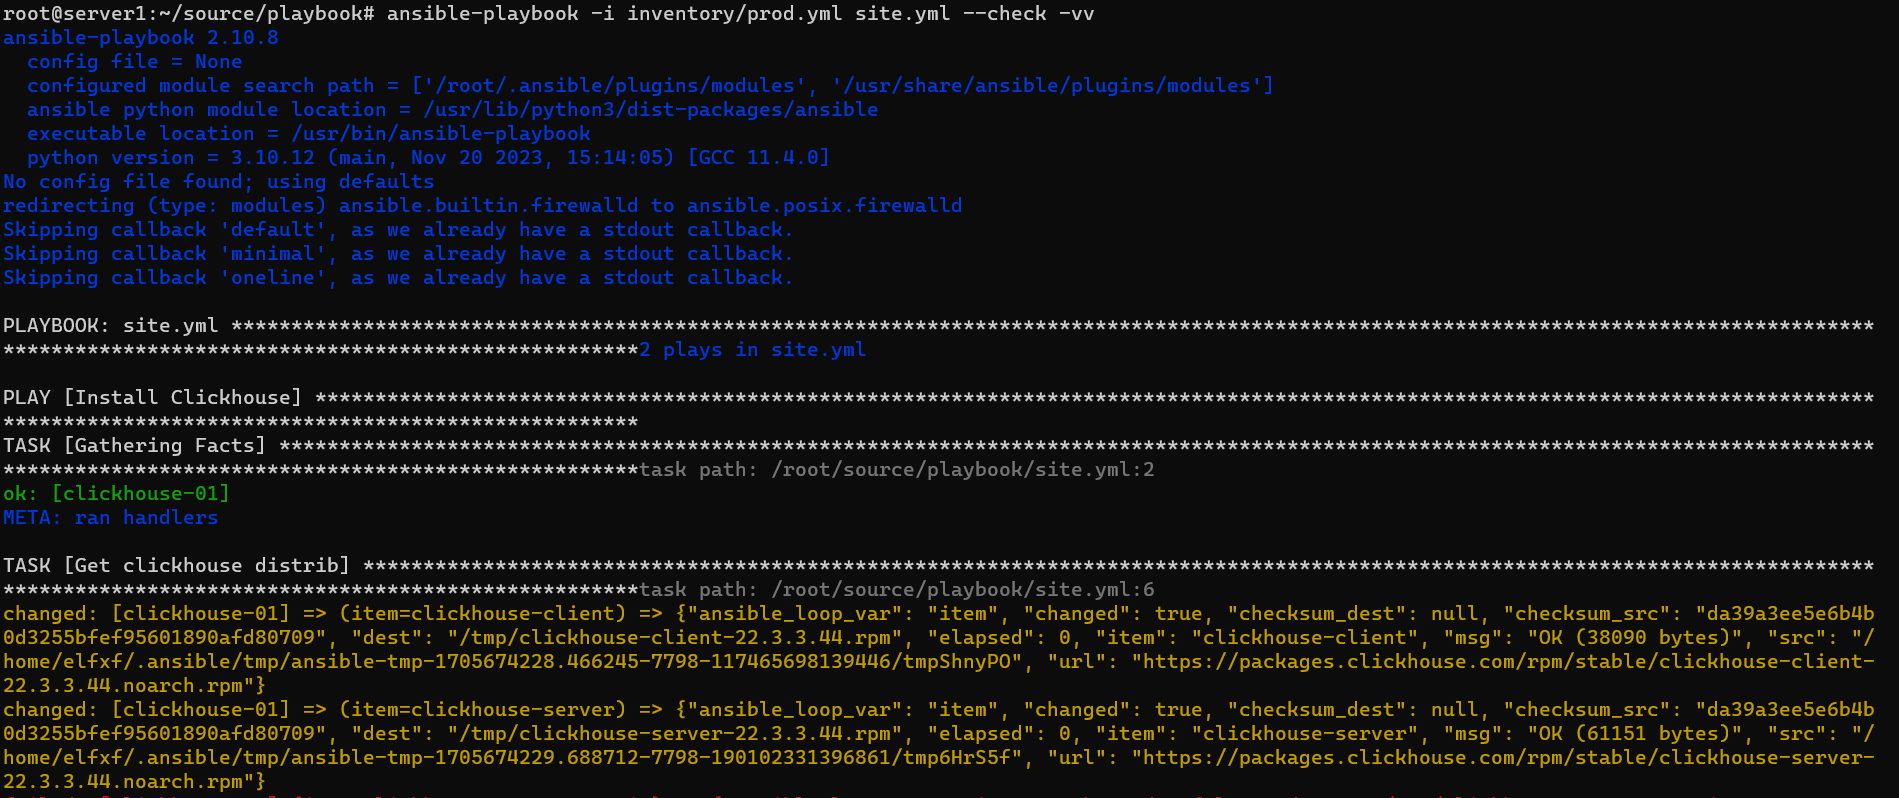 root@server1:~/source/playbook# ansible-playbook -i inventory/prod.yml site.yml --check -vv
ansible-playbook 2.10.8
  config file = None
  configured module search path = ['/root/.ansible/plugins/modules', '/usr/share/ansible/plugins/modules']
  ansible python module location = /usr/lib/python3/dist-packages/ansible
  executable location = /usr/bin/ansible-playbook
  python version = 3.10.12 (main, Nov 20 2023, 15:14:05) [GCC 11.4.0]
No config file found; using defaults
redirecting (type: modules) ansible.builtin.firewalld to ansible.posix.firewalld
Skipping callback 'default', as we already have a stdout callback.
Skipping callback 'minimal', as we already have a stdout callback.
Skipping callback 'oneline', as we already have a stdout callback.
PLAYBOOK: site.yml *****************************************************************************************************************************************
*****************************************************2 plays in site.yml
PLAY [Install Clickhouse] **********************************************************************************************************************************
*****************************************************
TASK [Gathering Facts] *************************************************************************************************************************************
*****************************************************task path: /root/source/playbook/site.yml:2
ok: [clickhouse-01]
META: ran handlers
TASK [Get clickhouse distrib] ******************************************************************************************************************************
*****************************************************task path: /root/source/playbook/site.yml:6
changed: [clickhouse-01] => (item=clickhouse-client) => {"ansible_loop_var": "item", "changed": true, "checksum_dest": null, "checksum_src": "da39a3ee5e6b4b
0d3255bfef95601890afd80709", "dest": "/tmp/clickhouse-client-22.3.3.44.rpm", "elapsed": 0, "item": "clickhouse-client", "msg": "OK (38090 bytes)", "src": "/
home/elfxf/.ansible/tmp/ansible-tmp-1705674228.466245-7798-117465698139446/tmpShnyPO", "url": "https://packages.clickhouse.com/rpm/stable/clickhouse-client-
22.3.3.44.noarch.rpm"}
changed: [clickhouse-01] => (item=clickhouse-server) => {"ansible_loop_var": "item", "changed": true, "checksum_dest": null, "checksum_src": "da39a3ee5e6b4b
0d3255bfef95601890afd80709", "dest": "/tmp/clickhouse-server-22.3.3.44.rpm", "elapsed": 0, "item": "clickhouse-server", "msg": "OK (61151 bytes)", "src": "/
home/elfxf/.ansible/tmp/ansible-tmp-1705674229.688712-7798-190102331396861/tmp6HrS5f", "url": "https://packages.clickhouse.com/rpm/stable/clickhouse-server-
22.3.3.44.noarch.rpm"}